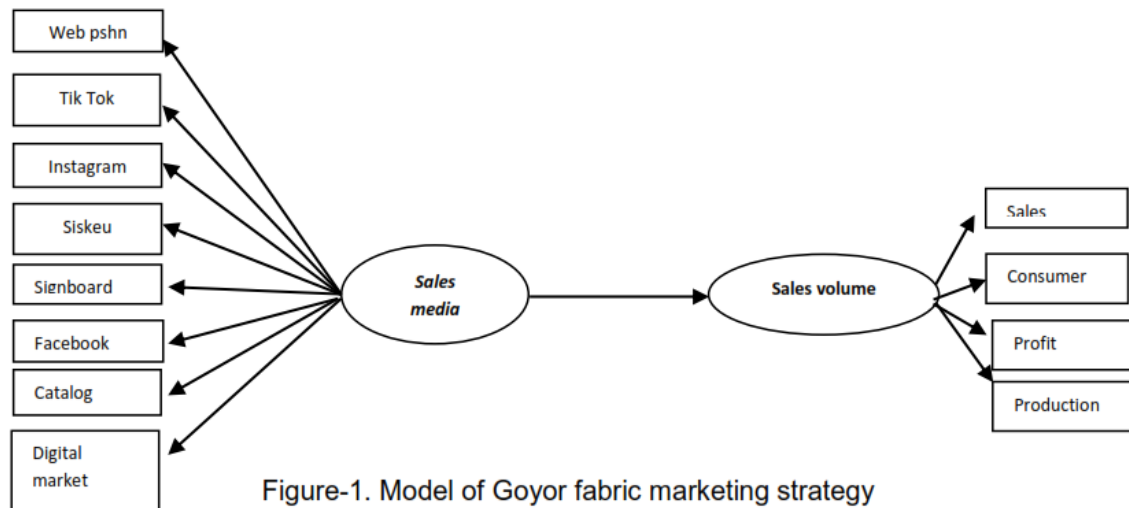 Web pshn
Tik Tok
Instagram
Siskeu
Signboard
Facebook
Catalog
Digital
market
Sales
media
Sales volume
Sales
Consumer
Profit
Production
Figure-1. Model of Goyor fabric marketing strategy